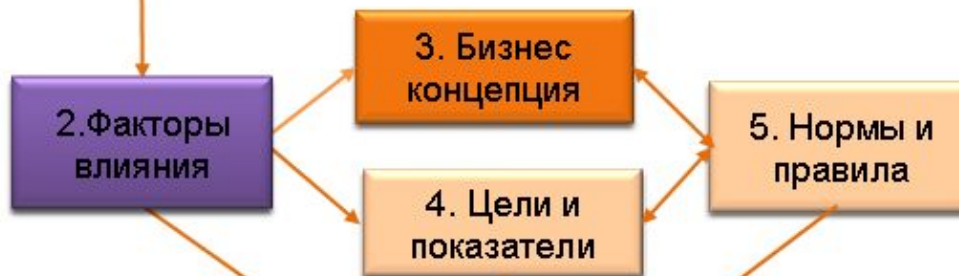 3. Бизнес
концепция
2.Факторы
влияния
5. Нормы и
правила
4. Цели и
показатели